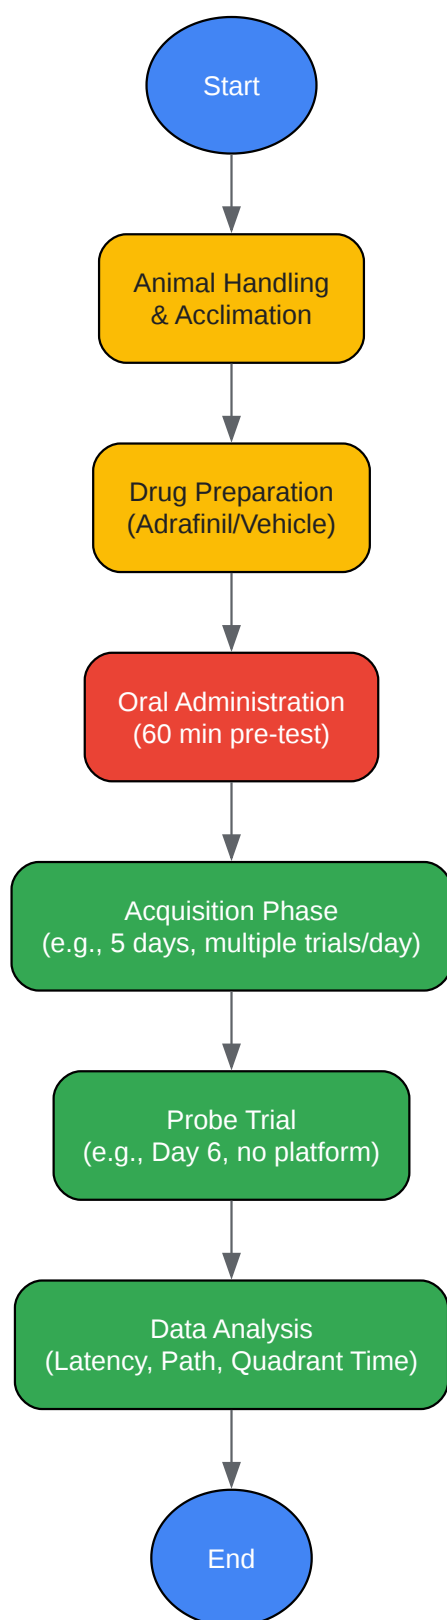 Start
Animal Handling
& Acclimation
Drug Preparation
(Adrafinil/Vehicle)
Oral Administration
(60 min pre-test)
Acquisition Phase
(e.g., 5 days, multiple trials/day)
Probe Trial
(e.g., Day 6, no platform)
Data Analysis
(Latency, Path, Quadrant Time)
End